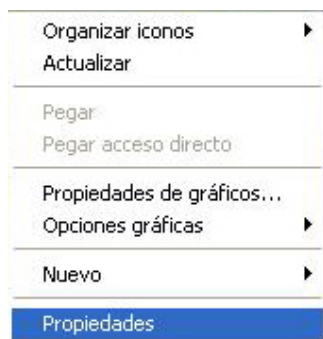 Organizar iconos
Actualizar
Pegar
Pegar acceso directo
Propiedades de gráficos...
Opciones gráficas
Nuevo
Propiedades